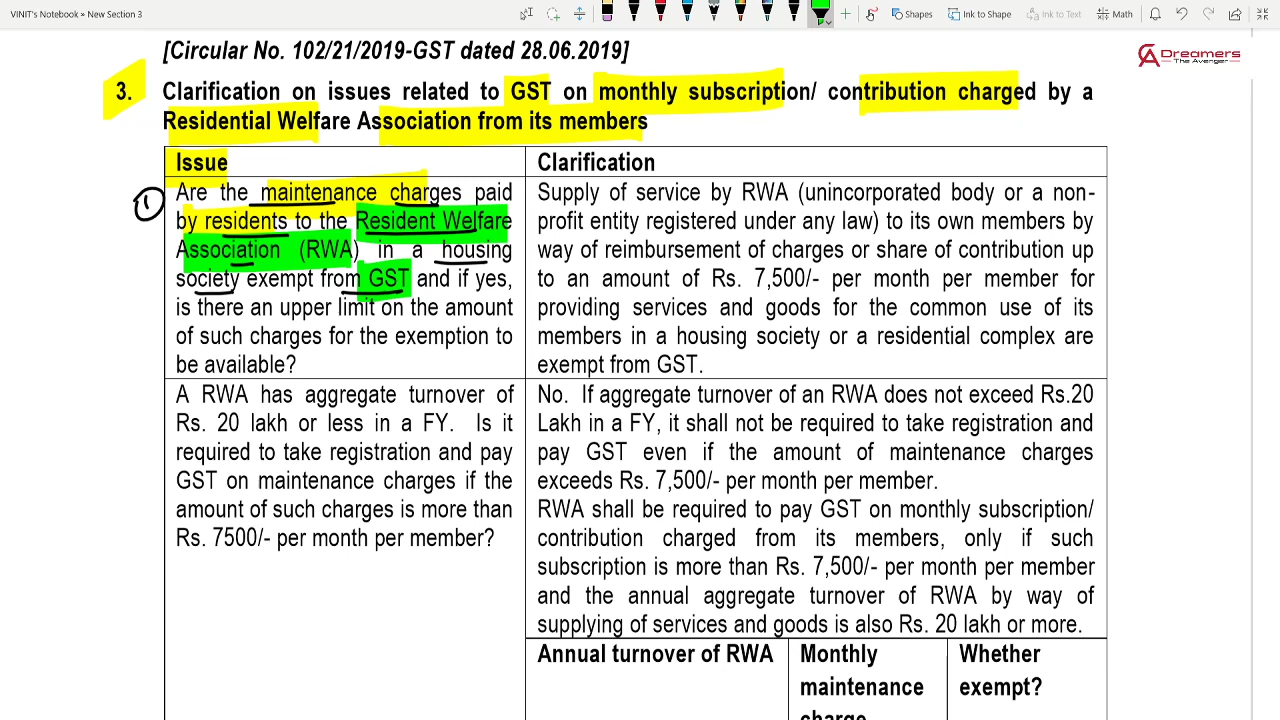 VINIT's Notebook » New Section 3
Shapes
Ink to Shape
Ink to Text
Math
[Circular No. 102/21/2019-GST dated 28.06.2019]
CA Dreamers
The Avenger
3. Clarification on issues related to GST on monthly subscription/ contribution charged by a
Residential Welfare Association from its members
Issue
Clarification
1
Are the maintenance charges paid
by residents to the Resident Welfare
Association (RWA) in a housing
society exempt from GST and if yes,
is there an upper limit on the amount
of such charges for the exemption to
be available?
Supply of service by RWA (unincorporated body or a non-
profit entity registered under any law) to its own members by
way of reimbursement of charges or share of contribution up
to an amount of Rs. 7,500/- per month per member for
providing services and goods for the common use of its
members in a housing society or a residential complex are
exempt from GST.
A RWA has aggregate turnover of
Rs. 20 lakh or less in a FY. Is it
required to take registration and pay
GST on maintenance charges if the
amount of such charges is more than
Rs. 7500/- per month per member?
No. If aggregate turnover of an RWA does not exceed Rs.20
Lakh in a FY, it shall not be required to take registration and
pay GST even if the amount of maintenance charges
exceeds Rs. 7,500/- per month per member.
RWA shall be required to pay GST on monthly subscription/
contribution charged from its members, only if such
subscription is more than Rs. 7,500/- per month per member
and the annual aggregate turnover of RWA by way of
supplying of services and goods is also Rs. 20 lakh or more.
Annual turnover of RWA
Monthly
maintenance
charge
Whether
exempt?